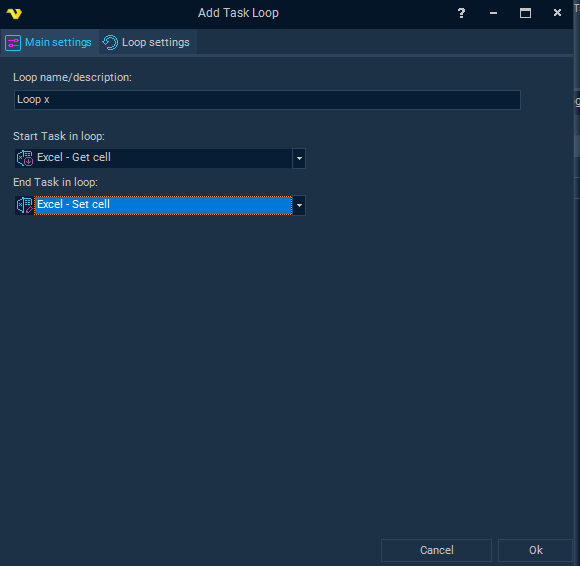 Add Task Loop
?
Main settings
Loop settings
Loop name/description:
Loop x
Start Task in loop:
Excel - Get cell
End Task in loop:
Excel - Set cell
Cancel
Ok